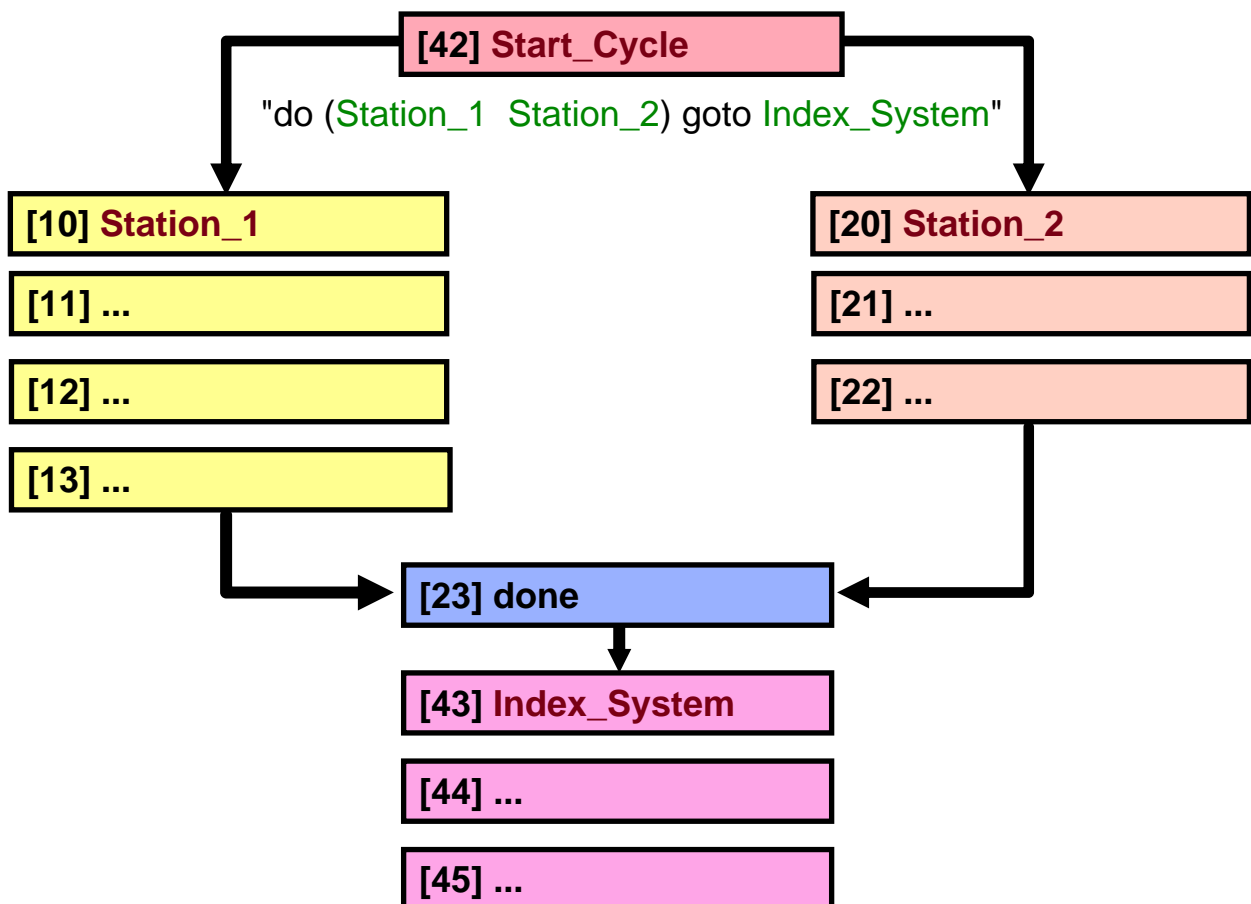 [42] Start_Cycle
"do (Station_1  Station_2) goto Index_System"
[10] Station_1
[11] ...
[12] ...
[13] ...
[20] Station_2
[21] ...
[22] ...
[23] done
[43] Index_System
[44] ...
[45] ...